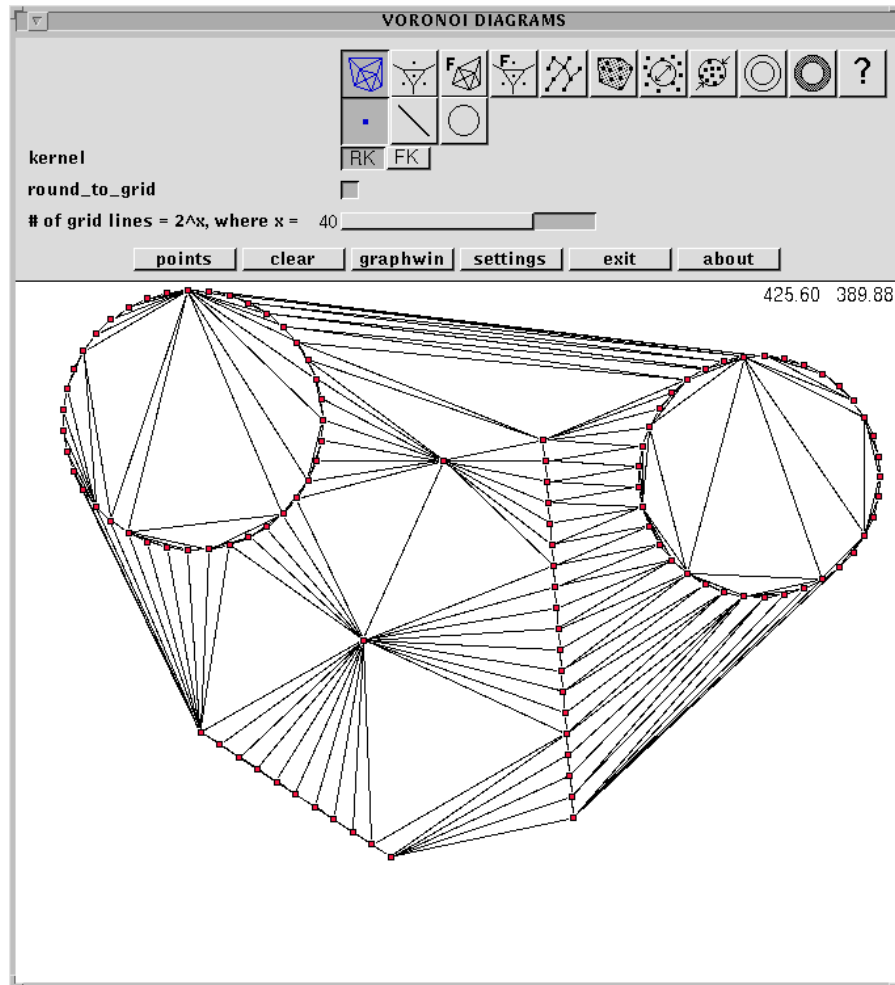 VORONOI DIAGRAMS
F F ?
kernel RK FK
round_to_grid
# of grid lines = 2^x, where x = 40
points clear graphwin settings exit about
425.60 389.88